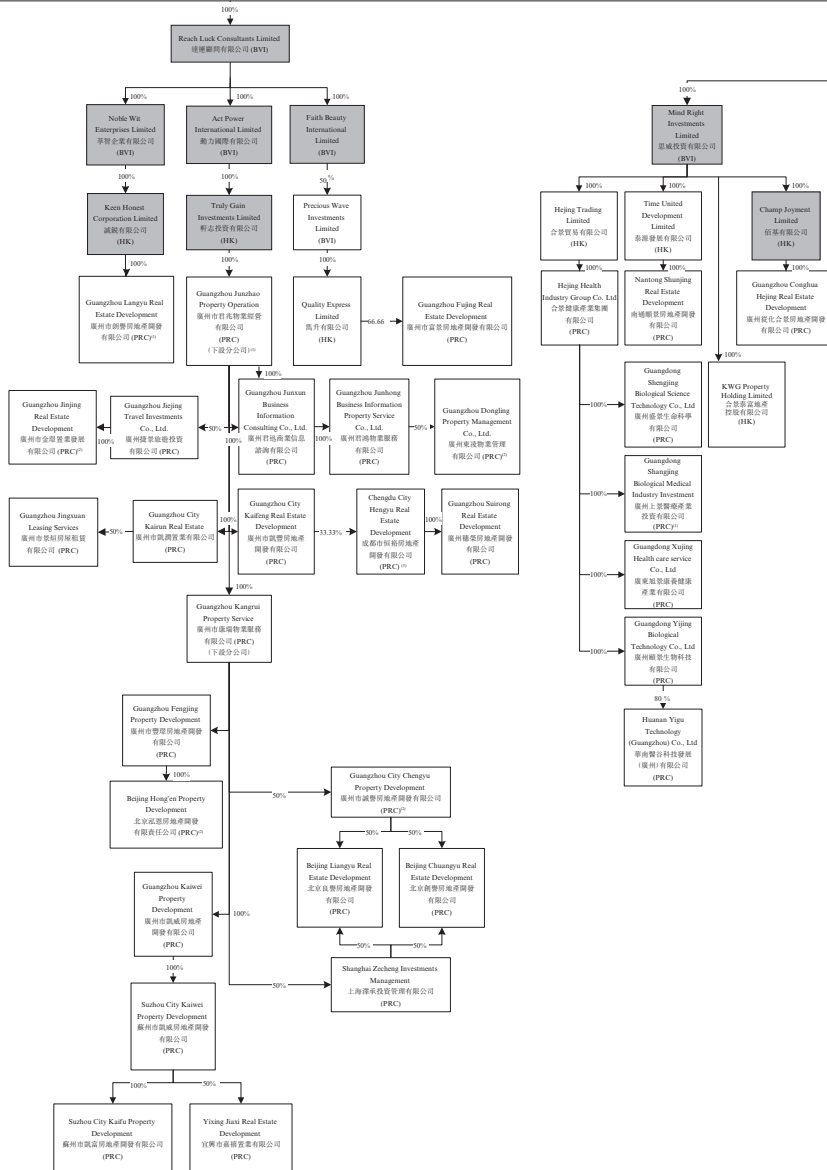 100%
Reach Luck Consultants Limited
達運顧問有限公司 (BVI)
100%
100%
100%
Noble Wit
Enterprises Limited
莘智企業有限公司
(BVI)
Act Power
International Limited
動力國際有限公司
(BVI)
Faith Beauty
International
Limited
(BVI)
100%
100%
50%
Keen Honest
Corporation Limited
誠銳有限公司
(HK)
Truly Gain
Investments Limited
軒志投資有限公司
(HK)
Precious Wave
Investments
Limited
(BVI)
100%
100%
100%
Guangzhou Langyu Real
Estate Development
廣州市朗譽房地產開發
有限公司 (PRC)
Guangzhou Junzhao
Property Operation
廣州市君兆物業經營
有限公司
(PRC)
(下設分公司)
Quality Express
Limited
(HK)
66.66
Guangzhou Fujing Real
Estate Development
廣州市富景房地產開發有限公司
(PRC)
100%
Guangzhou Jinjing
Real Estate
Development
廣州市金璟置業發展
有限公司 (PRC)
100%
Guangzhou Jiejing
Travel Investments
Co., Ltd.
廣州捷景旅遊投資
有限公司 (PRC)
50%
100%
Guangzhou Junxun
Business
Information
Consulting Co., Ltd.
廣州君迅商業信息
諮詢有限公司
(PRC)
100%
Guangzhou Junhong
Business Information
Property Service Co.,
Ltd.
廣州君鴻物業服務
有限公司
(PRC)
50%
Guangzhou Dongling
Property Management
Co., Ltd.
廣州東凌物業管理
有限公司 (PRC)⁽²⁾
Guangzhou Jingxuan
Leasing Services
廣州市景烜房屋租賃
有限公司 (PRC)
50%
Guangzhou City
Kairun Real Estate
廣州市凱潤置業有限公司
(PRC)
100%
100%
Guangzhou City
Kaifeng Real Estate
Development
廣州市凱豐房地產
開發有限公司
(PRC)
33.33%
Chengdu City
Hengyu Real
Estate
Development
成都市恒裕房地產
開發有限公司
(PRC)
100%
Guangzhou Suirong Real
Estate Development
廣州穗榮房地產開發
有限公司
(PRC)
100%
Guangzhou Kangrui
Property Service
廣州市康瑞物業服務
有限公司 (PRC)
(下設分公司)
Guangzhou Fengjing
Property Development
廣州市豐璟房地產開發
有限公司
(PRC)
100%
Beijing Hong'en Property
Development
北京泓恩房地產開發
有限責任公司 (PRC)⁽²⁾
50%
Guangzhou City Chengyu
Property Development
廣州市誠譽房地產開發有限公司
(PRC)⁽²⁾
50%
50%
Beijing Liangyu Real
Estate Development
北京良譽房地產開發
有限公司
(PRC)
Beijing Chuangyu Real
Estate Development
北京創譽房地產開發
有限公司
(PRC)
50%
50%
Guangzhou Kaiwei
Property
Development
廣州市凱威房地產
開發有限公司
(PRC)
100%
50%
Shanghai Zecheng Investments
Management
上海澤承投資管理有限公司
(PRC)
100%
Suzhou City Kaiwei
Property Development
蘇州市凱威房地產開發
有限公司
(PRC)
100%
50%
Suzhou City Kaifu Property
Development
蘇州市凱富房地產開發有限公司
(PRC)
Yixing Jiaxi Real Estate
Development
宜興市嘉禧置業有限公司
(PRC)
100%
Mind Right
Investments
Limited
思威投資有限公司
(BVI)
100%
100%
100%
Hejing Trading
Limited
合景貿易有限公司
(HK)
Time United
Development
Limited
泰滙發展有限公司
(HK)
Champ Joyment
Limited
佰基有限公司
(HK)
100%
100%
100%
Hejing Health
Industry Group Co. Ltd
合景健康產業集團
有限公司
(PRC)
Nantong Shunjing
Real Estate
Development
南通順景房地產開發
(PRC)
Guangzhou Conghua
Hejing Real Estate
Development
廣州從化合景房地產開發
有限公司 (PRC)
100%
KWG Property
Holding Limited
合景泰富地產
控股有限公司
(HK)
100%
Guangdong
Shengjing
Biological Science
Technology Co., Ltd
廣州盛景生命科學
有限公司
(PRC)
100%
Guangdong
Shangjing
Biological Medical
Industry Investment
廣州上景醫療產業
投資有限公司
(PRC)
100%
Guangdong Xujing
Health care service
Co., Ltd
廣東旭景康養健康
產業有限公司
(PRC)
100%
Guangdong Yijing
Biological
Technology Co., Ltd
廣州頤景生物科技
有限公司
(PRC)
80 %
Huanan Yigu
Technology
(Guangzhou) Co., Ltd
華南醫谷科技發展
(廣州) 有限公司
(PRC)